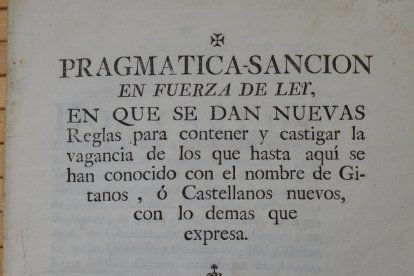 PRAGMATICA-SANCION
EN FUERZA DE LEY,
EN QUE SE DAN NUEVAS
Reglas para contener y castigar la
vagancia de los que hasta aquí se
han conocido con el nombre de Gi-
tanos, ó Castellanos nuevos,
con lo demas que
expresa.